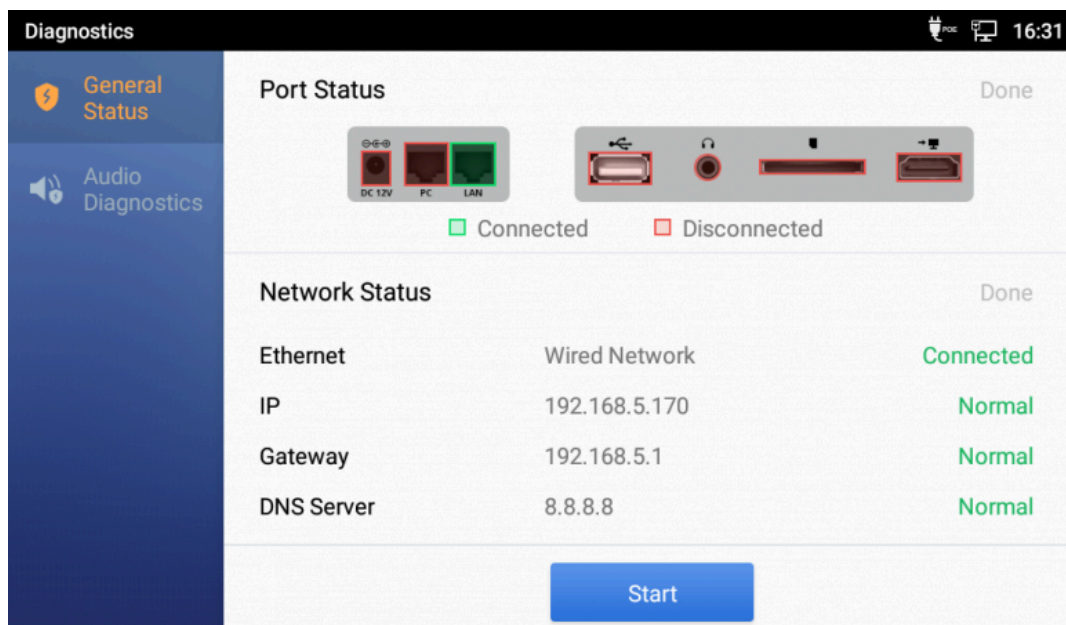 Diagnostics
POE
16:31
General
Status
Audio
Diagnostics
Port Status
Done
DC 12V
PC
LAN
Connected
Disconnected
Network Status
Done
Ethernet
Wired Network
Connected
IP
192.168.5.170
Normal
Gateway
192.168.5.1
Normal
DNS Server
8.8.8.8
Normal
Start